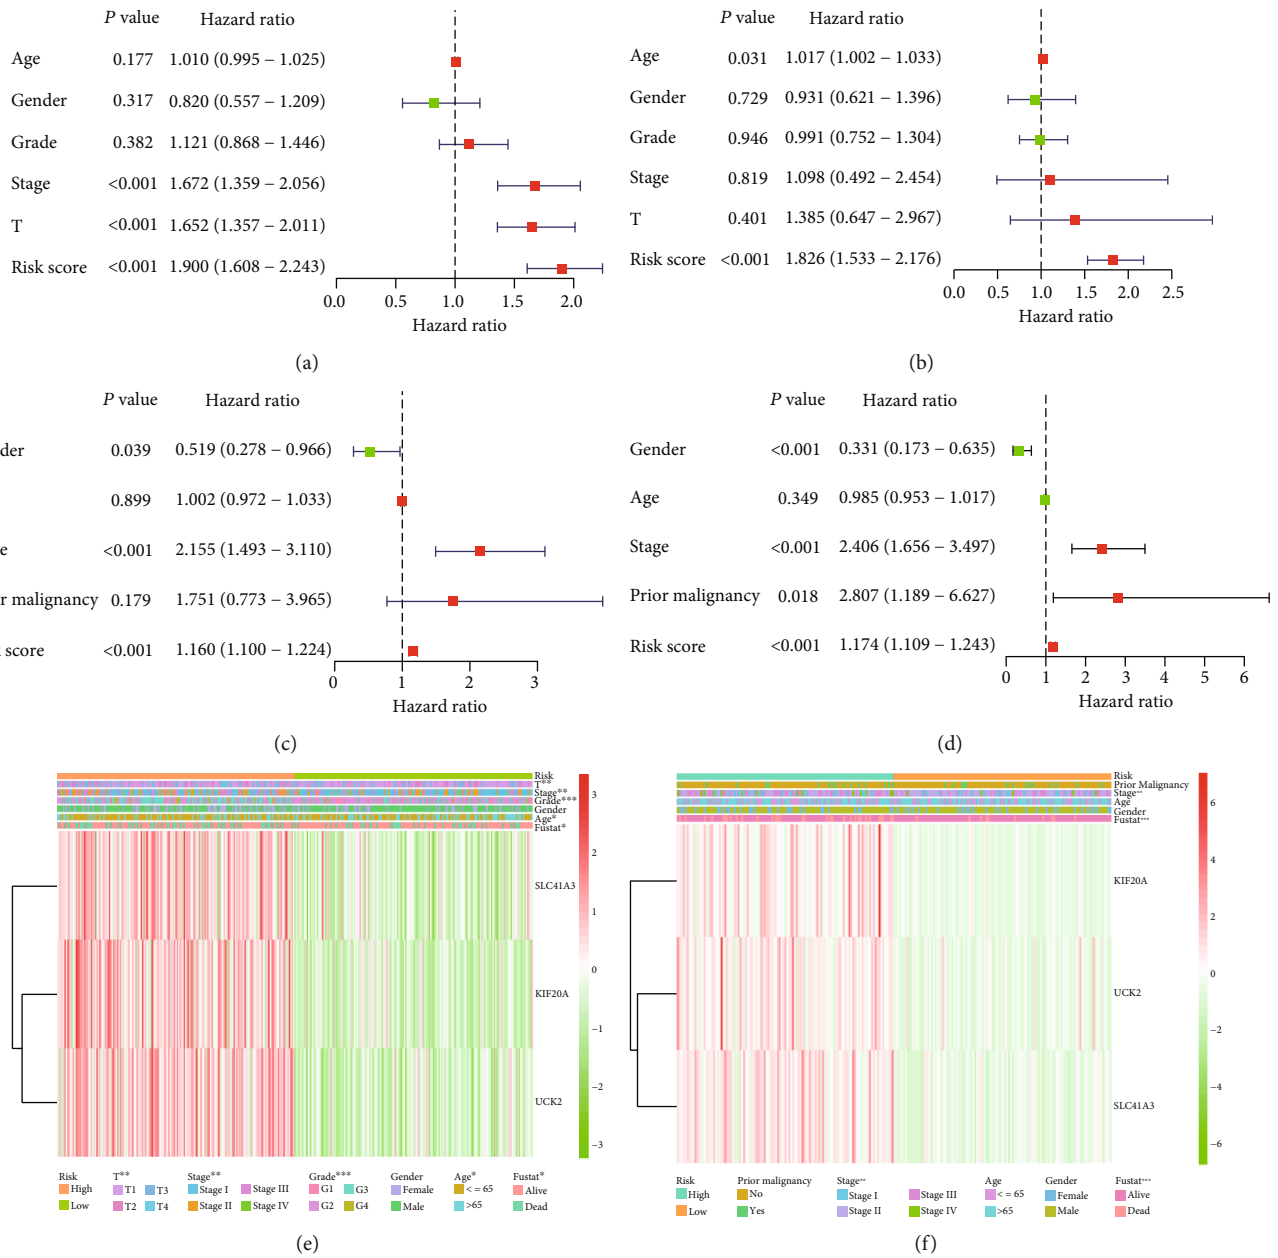 P value Hazard ratio
Age 0.177 1.010 (0.995 − 1.025)
Gender 0.317 0.820 (0.557 − 1.209)
Grade 0.382 1.121 (0.868 − 1.446)
Stage <0.001 1.672 (1.359 − 2.056)
T <0.001 1.652 (1.357 − 2.011)
Risk score <0.001 1.900 (1.608 − 2.243)
0.0 0.5 1.0 1.5 2.0
Hazard ratio
(a)
P value Hazard ratio
Age 0.031 1.017 (1.002 − 1.033)
Gender 0.729 0.931 (0.621 − 1.396)
Grade 0.946 0.991 (0.752 − 1.304)
Stage 0.819 1.098 (0.492 − 2.454)
T 0.401 1.385 (0.647 − 2.967)
Risk score <0.001 1.826 (1.533 − 2.176)
0.0 0.5 1.0 1.5 2.0 2.5
Hazard ratio
(b)
P value Hazard ratio
der 0.039 0.519 (0.278 − 0.966)
0.899 1.002 (0.972 − 1.033)
e <0.001 2.155 (1.493 − 3.110)
r malignancy 0.179 1.751 (0.773 − 3.965)
score <0.001 1.160 (1.100 − 1.224)
0 1 2 3
Hazard ratio
(c)
P value Hazard ratio
Gender <0.001 0.331 (0.173 − 0.635)
Age 0.349 0.985 (0.953 − 1.017)
Stage <0.001 2.406 (1.656 − 3.497)
Prior malignancy 0.018 2.807 (1.189 − 6.627)
Risk score <0.001 1.174 (1.109 − 1.243)
0 1 2 3 4 5 6
Hazard ratio
(d)
Risk
T**
Stage**
Grade***
Gender
Age*
Fustat*
SLC41A3
KIF20A
UCK2
3
2
1
0
−1
−2
−3
Risk T** Stage** Grade*** Gender Age* Fustat*
High T1 T3 Stage I Stage III G1 G3 Female < = 65 Alive
Low T2 T4 Stage II Stage IV G2 G4 Male >65 Dead
(e)
Risk
Prior Malignancy
Stage**
Age
Gender
Fustat***
KIF20A
UCK2
SLC41A3
6
4
2
0
−2
−4
−6
Risk Prior malignancy Stage** Age Gender Fustat***
High No Stage I Stage III < = 65 Female Alive
Low Yes Stage II Stage IV >65 Male Dead
(f)